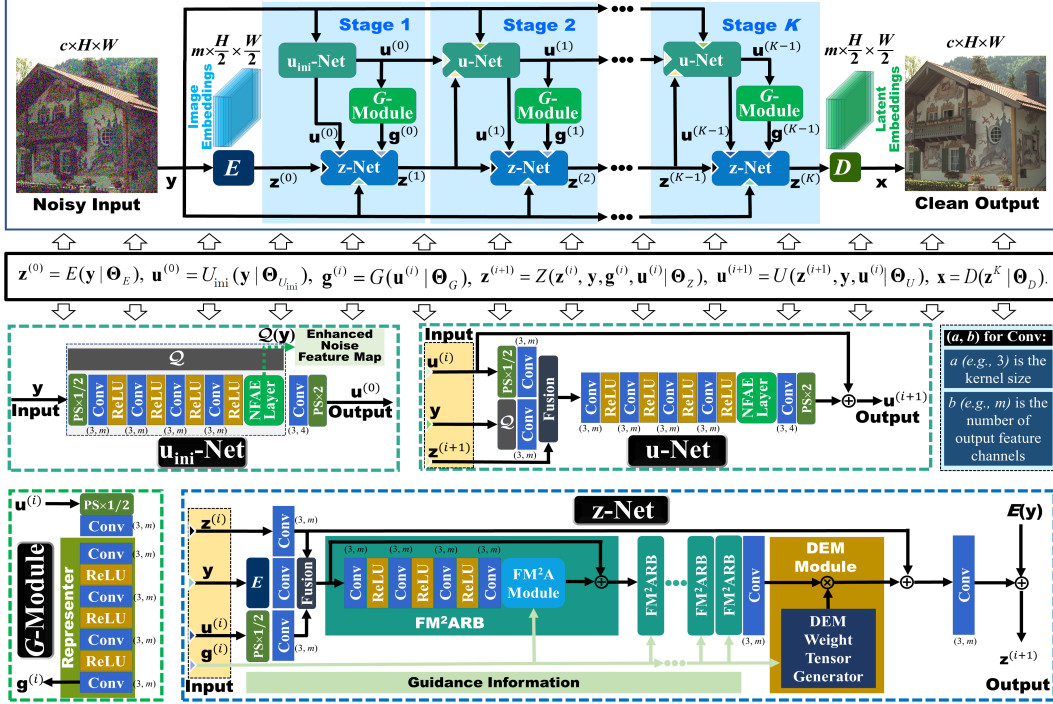 Stage 1
Stage 2
Stage K
c×H×W
m×H/2×W/2
Image Embeddings
u_ini-Net
u^(0)
u-Net
u^(1)
u-Net
u^(K−1)
m×H/2×W/2
Latent Embeddings
c×H×W
G-Module
G-Module
G-Module
u^(0)
g^(0)
u^(1)
g^(1)
u^(K−1)
g^(K−1)
y
E
z^(0)
z-Net
z^(1)
z-Net
z^(2)
z^(K−1)
z-Net
z^(K)
D
x
Noisy Input
Clean Output
z^(0) = E(y | Θ_E), u^(0) = U_ini(y | Θ_U_ini), g^(i) = G(u^(i) | Θ_G), z^(i+1) = Z(z^(i), y, g^(i), u^(i) | Θ_Z), u^(i+1) = U(z^(i+1), y, u^(i) | Θ_U), x = D(z^K | Θ_D).
Q(y)
Enhanced
Noise
Feature Map
Q
y
Input
PS×1/2
Conv
ReLU
Conv
ReLU
Conv
ReLU
Conv
ReLU
NFAE Layer
Conv
PS×2
u^(0)
Output
(3, m)
(3, m)
(3, m)
(3, m)
(3, 4)
u_ini-Net
Input
u^(i)
y
z^(i+1)
(3, m)
PS×1/2
Conv
Q
Conv
(3, m)
Fusion
Conv
ReLU
Conv
ReLU
Conv
ReLU
Conv
ReLU
NFAE Layer
Conv
PS×2
u^(i+1)
Output
(3, m)
(3, m)
(3, m)
(3, m)
(3, 4)
u-Net
(a, b) for Conv:
a (e.g., 3) is the
kernel size
b (e.g., m) is the
number of
output feature
channels
u^(i)
PS×1/2
Conv (3, m)
G-Module
Representer
Conv (3, m)
ReLU
Conv (3, m)
ReLU
Conv (3, m)
ReLU
g^(i)
Conv (3, m)
z-Net
z^(i)
y
u^(i)
g^(i)
Input
Conv
(3, m)
E
Conv
PS×1/2
Conv
(3, m)
Fusion
(3, m)
(3, m)
(3, m)
(3, m)
Conv
ReLU
Conv
ReLU
Conv
ReLU
Conv
FM²A
Module
FM²ARB
FM²ARB
FM²ARB
FM²ARB
Conv
(3, m)
DEM
Module
DEM
Weight
Tensor
Generator
Conv
(3, m)
E(y)
z^(i+1)
Output
Guidance Information